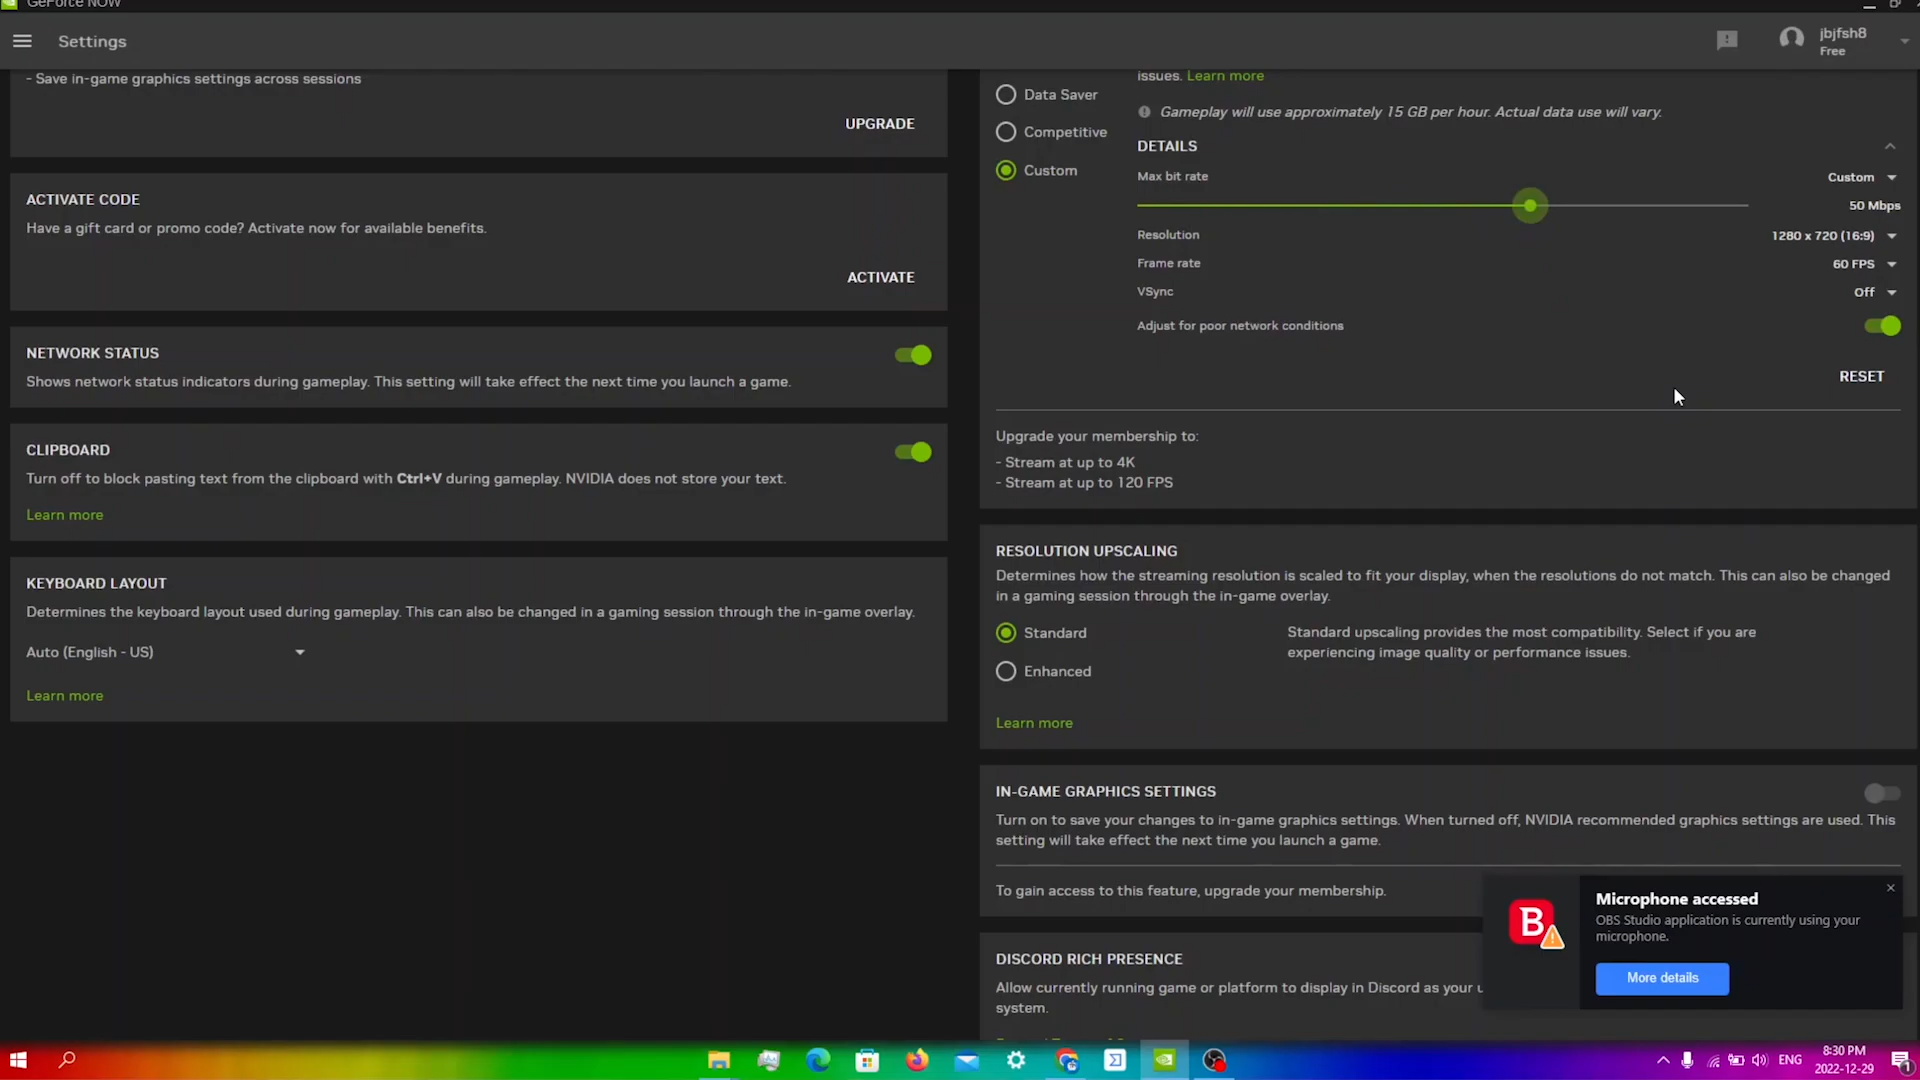 GeForce NOW
Settings
jbjfsh8
Free
- Save in-game graphics settings across sessions
UPGRADE
ACTIVATE CODE
Have a gift card or promo code? Activate now for available benefits.
ACTIVATE
NETWORK STATUS
Shows network status indicators during gameplay. This setting will take effect the next time you launch a game.
CLIPBOARD
Turn off to block pasting text from the clipboard with Ctrl+V during gameplay. NVIDIA does not store your text.
Learn more
KEYBOARD LAYOUT
Determines the keyboard layout used during gameplay. This can also be changed in a gaming session through the in-game overlay.
Auto (English - US)
Learn more
issues. Learn more
Data Saver
Gameplay will use approximately 15 GB per hour. Actual data use will vary.
Competitive
DETAILS
Custom
Max bit rate
Custom
50 Mbps
Resolution
1280 x 720 (16:9)
Frame rate
60 FPS
VSync
Off
Adjust for poor network conditions
RESET
Upgrade your membership to:
- Stream at up to 4K
- Stream at up to 120 FPS
RESOLUTION UPSCALING
Determines how the streaming resolution is scaled to fit your display, when the resolutions do not match. This can also be changed
in a gaming session through the in-game overlay.
Standard
Standard upscaling provides the most compatibility. Select if you are
experiencing image quality or performance issues.
Enhanced
Learn more
IN-GAME GRAPHICS SETTINGS
Turn on to save your changes to in-game graphics settings. When turned off, NVIDIA recommended graphics settings are used. This
setting will take effect the next time you launch a game.
To gain access to this feature, upgrade your membership.
DISCORD RICH PRESENCE
Allow currently running game or platform to display in Discord as your
system.
B
Microphone accessed
OBS Studio application is currently using your
microphone.
More details
ENG
8:30 PM
2022-12-29
1